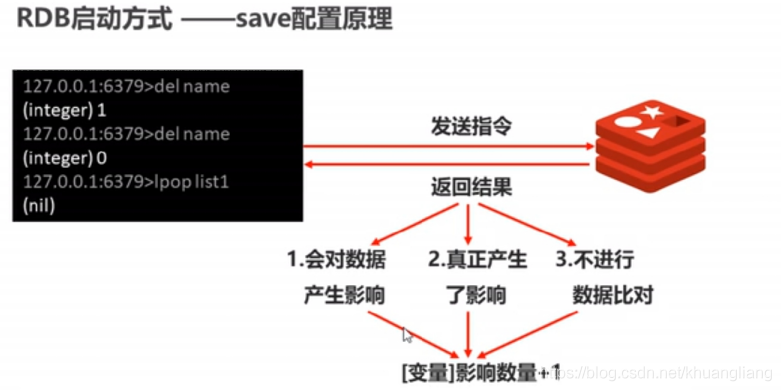 RDB启动方式 ——save配置原理
127.0.0.1:6379>del name
(integer) 1
127.0.0.1:6379>del name
(integer) 0
127.0.0.1:6379>lpop list1
(nil)
发送指令
返回结果
1.会对数据
产生影响
2.真正产生
了影响
3.不进行
数据比对
[变量]影响数量+1
https://blog.csdn.net/khuangliang